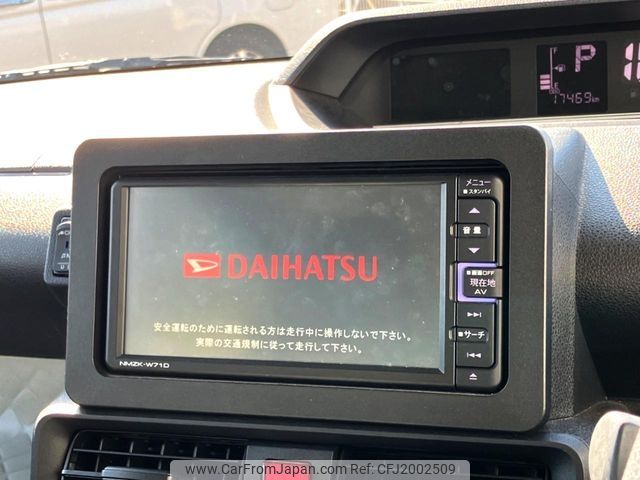 P
17469km
メニュー
■スタンバイ
音量
■画面OFF
現在地
AV
■サーチ
DAIHATSU
安全運転のために運転される方は走行中に操作しないで下さい。
実際の交通規制に従って走行して下さい。
NMZK-W71D
CAR FROM JAPAN
www.carfromjapan.com
CFJ2002509